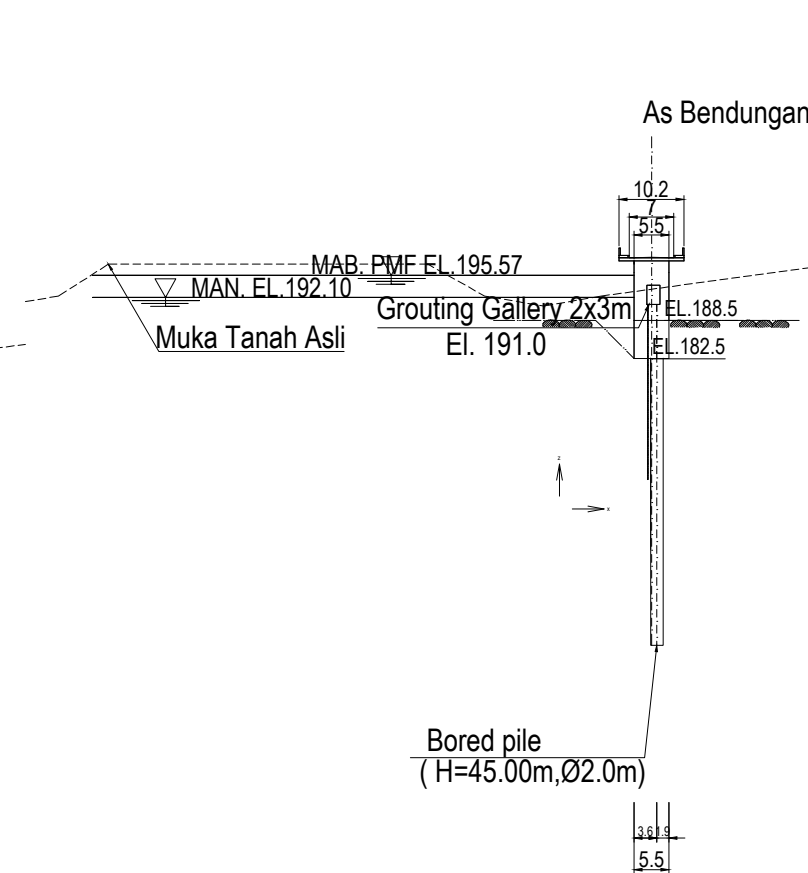 As Bendungan
10.2
7
5.5
MAB. PMF EL.195.57
MAN. EL.192.10
Grouting Gallery 2x3m
El. 191.0
EL.188.5
Muka Tanah Asli
EL.182.5
z
x
Bored pile
( H=45.00m,Ø2.0m)
3.6 1.9
5.5